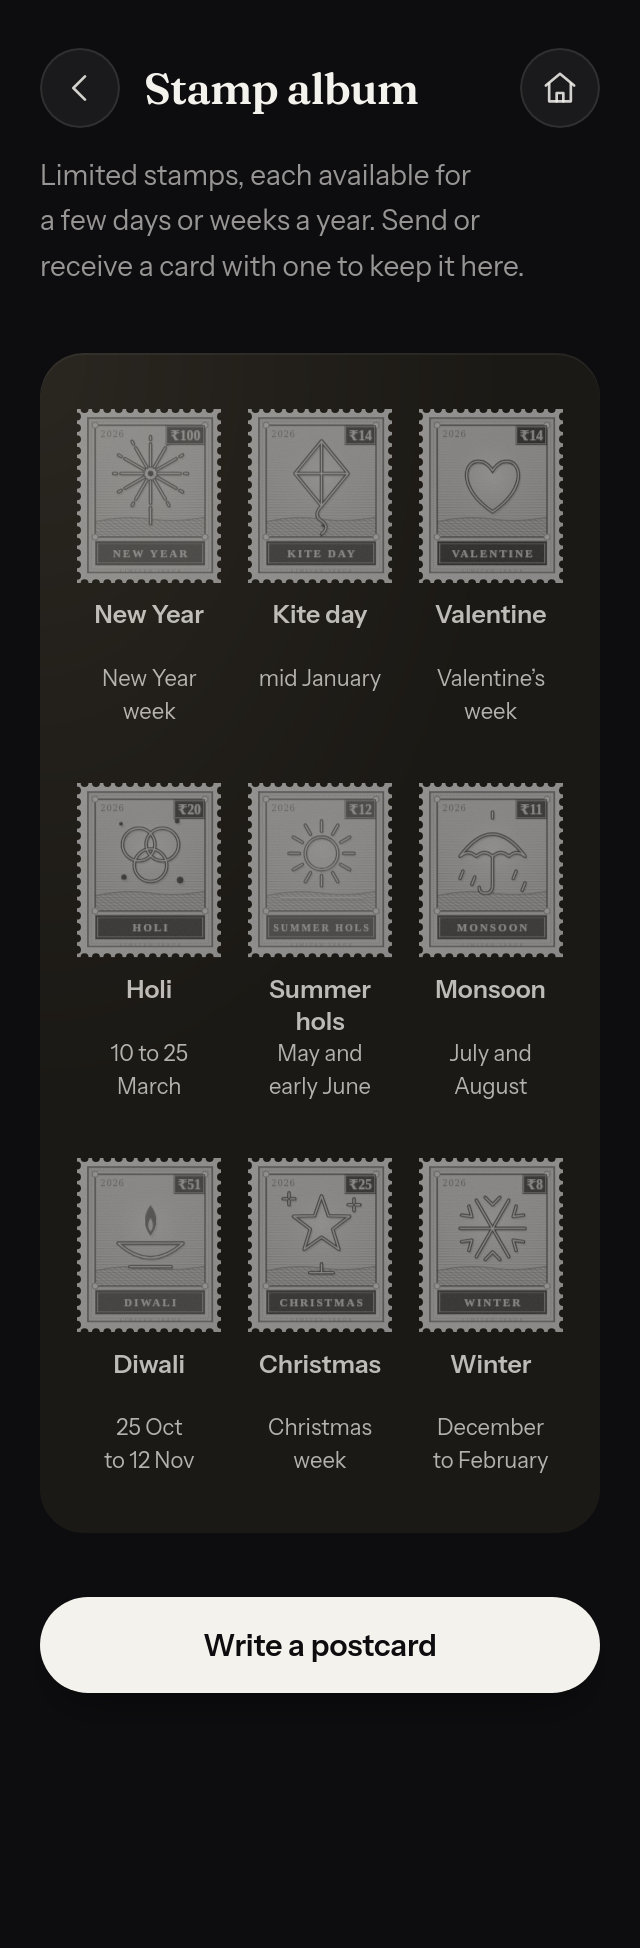 Stamp album
Limited stamps, each available for
a few days or weeks a year. Send or
receive a card with one to keep it here.
2026 ₹100
NEW YEAR
2026 ₹14
KITE DAY
2026 ₹14
VALENTINE
New Year
Kite day
Valentine
New Year
week
mid January
Valentine’s
week
2026 ₹20
HOLI
2026 ₹12
SUMMER HOLS
2026 ₹11
MONSOON
Holi
Summer
hols
Monsoon
10 to 25
March
May and
early June
July and
August
2026 ₹51
DIWALI
2026 ₹25
CHRISTMAS
2026 ₹8
WINTER
Diwali
Christmas
Winter
25 Oct
to 12 Nov
Christmas
week
December
to February
Write a postcard